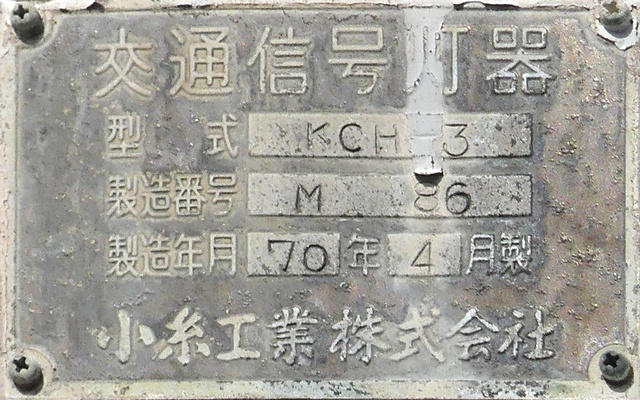 交通信号灯器
型式 KCH-3
製造番号 M 86
製造年月 70年4月製
小糸工業株式会社